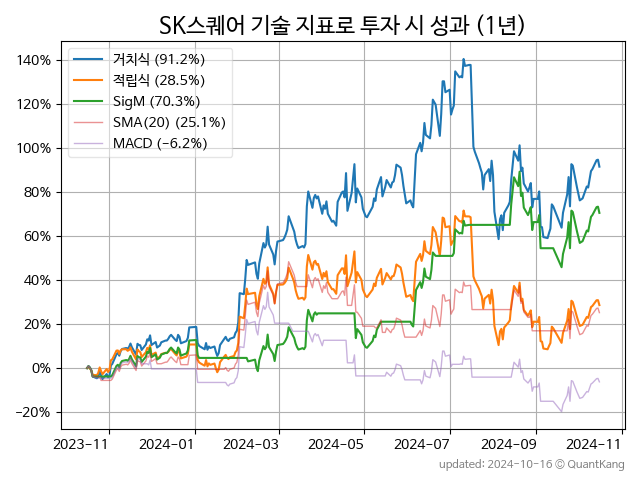 SK스퀘어 기술 지표로 투자 시 성과 (1년)
140%
120%
100%
80%
60%
40%
20%
0%
−20%
거치식 (91.2%)
적립식 (28.5%)
SigM (70.3%)
SMA(20) (25.1%)
MACD (−6.2%)
2023-11
2024-01
2024-03
2024-05
2024-07
2024-09
2024-11
updated: 2024-10-16 © QuantKang